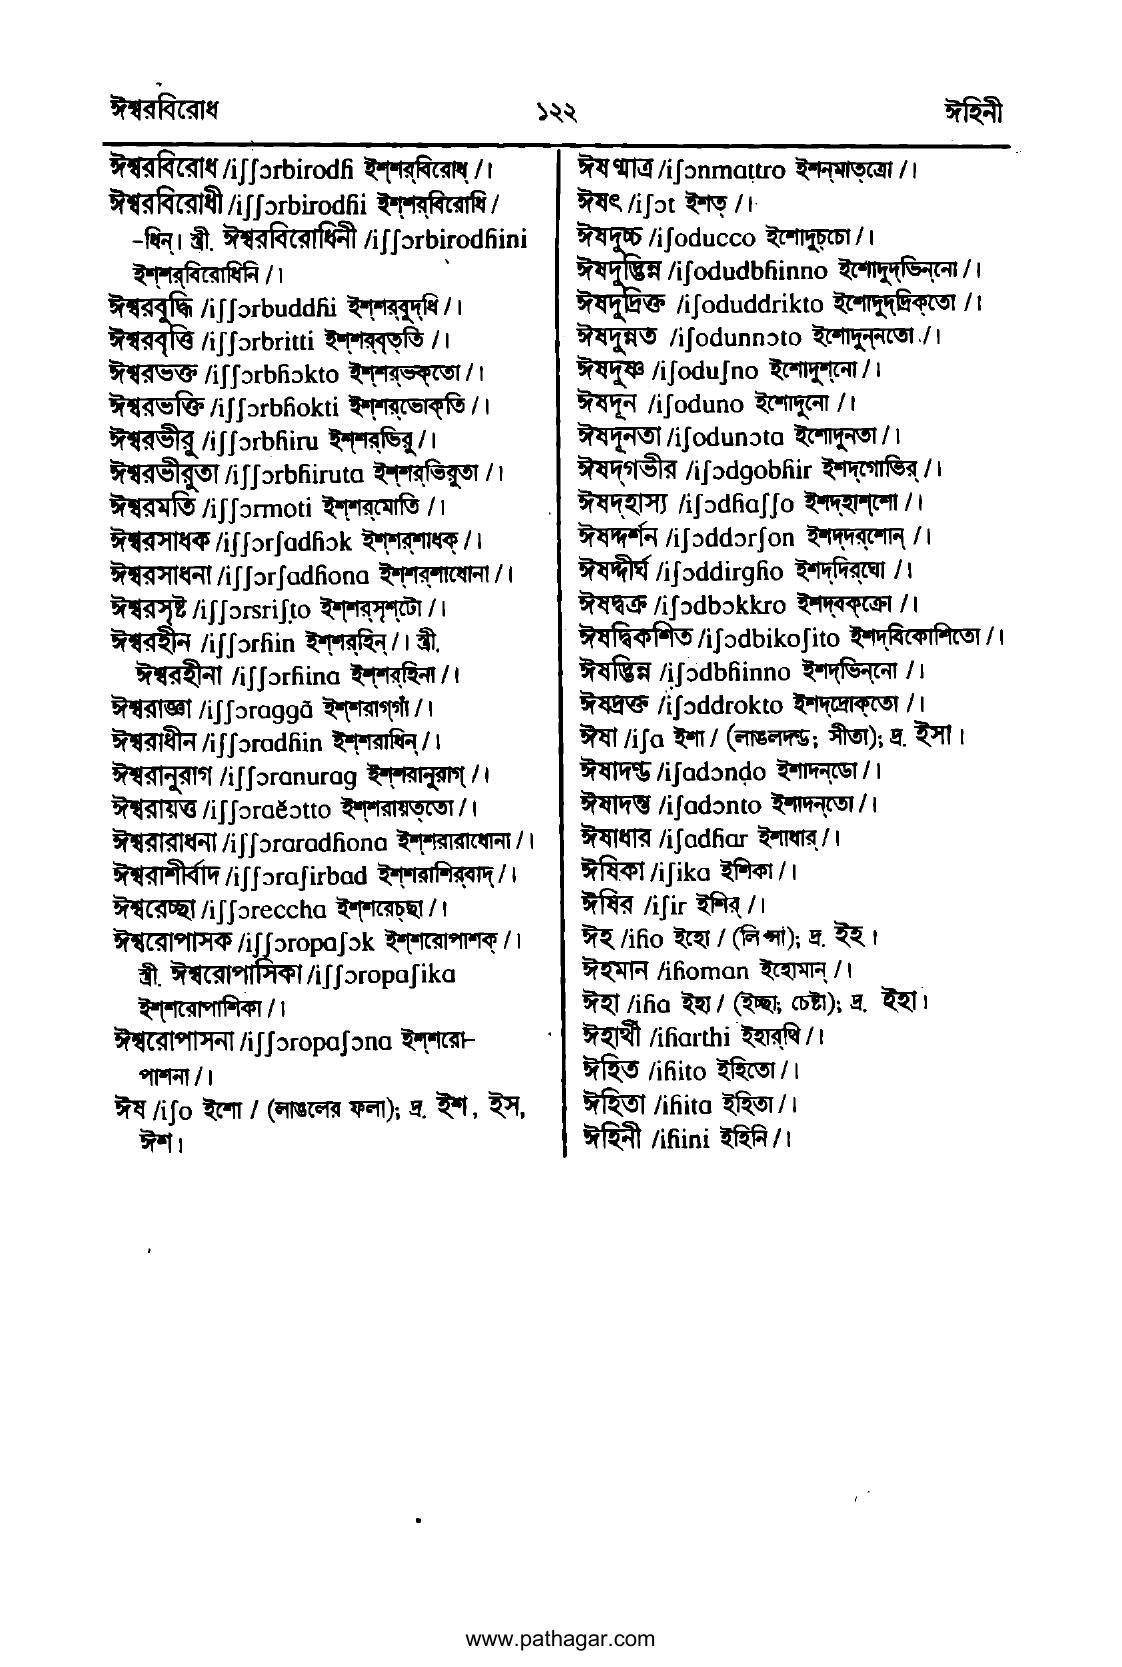 ঈশ্বরবিরোধ ১২২ ঈহিনী
ঈশ্বরবিরোধ /iʃʃɔrbirodɦ ইশ্‌শর্‌বিরোধ্ /।
ঈশ্বরবিরোধী /iʃʃɔrbirodɦi ইশ্‌শর্‌বিরোধি /
-ধিন্। স্ত্রী. ঈশ্বরবিরোধিনী /iʃʃɔrbirodɦini
ইশ্‌শর্‌বিরোধিনি /।
ঈশ্বরবুদ্ধি /iʃʃɔrbuddɦi ইশ্‌শর্‌বুদ্‌ধি /।
ঈশ্বরবৃত্তি /iʃʃɔrbritti ইশ্‌শর্‌বৃত্‌তি /।
ঈশ্বরভক্ত /iʃʃɔrbɦɔkto ইশ্‌শর্‌ভক্‌তো /।
ঈশ্বরভক্তি /iʃʃɔrbɦokti ইশ্‌শর্‌ভোক্‌তি /।
ঈশ্বরভীরু /iʃʃɔrbɦiru ইশ্‌শর্‌ভিরু /।
ঈশ্বরভীরুতা /iʃʃɔrbɦiruta ইশ্‌শর্‌ভিরুতা /।
ঈশ্বরমতি /iʃʃɔrmoti ইশ্‌শর্‌মোতি /।
ঈশ্বরসাধক /iʃʃɔrʃadɦɔk ইশ্‌শর্‌শাধক্ /।
ঈশ্বরসাধনা /iʃʃɔrʃadɦona ইশ্‌শর্‌শাধোনা /।
ঈশ্বরসৃষ্ট /iʃʃɔrsriʃṭo ইশ্‌শর্‌সৃশ্‌টো /।
ঈশ্বরহীন /iʃʃɔrɦin ইশ্‌শর্‌হিন্ /। স্ত্রী.
ঈশ্বরহীনা /iʃʃɔrɦina ইশ্‌শর্‌হিনা /।
ঈশ্বরাজ্ঞা /iʃʃɔraggã ইশ্‌শরাগ্‌গাঁ /।
ঈশ্বরাধীন /iʃʃɔradɦin ইশ্‌শরাধিন্ /।
ঈশ্বরানুরাগ /iʃʃɔranurag ইশ্‌শরানুরাগ্ /।
ঈশ্বরায়ত্ত /iʃʃɔraĕɔtto ইশ্‌শরায়ত্‌তো /।
ঈশ্বরারাধনা /iʃʃɔraradɦona ইশ্‌শরারাধোনা /।
ঈশ্বরাশীর্বাদ /iʃʃɔraʃirbad ইশ্‌শরাশির্‌বাদ্ /।
ঈশ্বরেচ্ছা /iʃʃɔreccha ইশ্‌শরেচ্‌ছা /।
ঈশ্বরোপাসক /iʃʃɔropaʃɔk ইশ্‌শরোপাশক্ /।
স্ত্রী. ঈশ্বরোপাসিকা /iʃʃɔropaʃika
ইশ্‌শরোপাশিকা /।
ঈশ্বরোপাসনা /iʃʃɔropaʃɔna ইশ্‌শরো-
পাশনা /।
ঈষ /iʃo ইশো / (লাঙলের ফলা); দ্র. ইশ, ইস,
ঈশ।
ঈষন্মাত্র /iʃɔnmattro ইশন্‌মাত্‌ত্রো /।
ঈষৎ /iʃɔt ইশত্ /।
ঈষদুচ্চ /iʃoducco ইশোদুচ্‌চো /।
ঈষদুদ্ভিন্ন /iʃodudbɦinno ইশোদুদ্‌ভিন্‌নো /।
ঈষদুদ্রিক্ত /iʃoduddrikto ইশোদুদ্‌দ্রিক্‌তো /।
ঈষদুন্নত /iʃodunnɔto ইশোদুন্‌নতো /।
ঈষদুষ্ণ /iʃoduʃno ইশোদুশ্‌নো /।
ঈষদূন /iʃoduno ইশোদুনো /।
ঈষদূনতা /iʃodunɔta ইশোদুনতা /।
ঈষদ্‌গভীর /iʃɔdgobɦir ইশদ্‌গোভির্ /।
ঈষদ্‌হাস্য /iʃɔdɦaʃʃo ইশদ্‌হাশ্‌শো /।
ঈষদ্দর্শন /iʃɔddɔrʃon ইশদ্‌দর্‌শোন্ /।
ঈষদ্দীর্ঘ /iʃɔddirgɦo ইশদ্‌দির্‌ঘো /।
ঈষদ্বক্র /iʃɔdbɔkkro ইশদ্‌বক্‌ক্রো /।
ঈষদ্বিকশিত /iʃɔdbikoʃito ইশদ্‌বিকোশিতো /।
ঈষদ্ভিন্ন /iʃɔdbɦinno ইশদ্‌ভিন্‌নো /।
ঈষদ্রক্ত /iʃɔddrokto ইশদ্‌দ্রোক্‌তো /।
ঈষা /iʃa ইশা / (লাঙলদন্ড; সীতা); দ্র. ইসা।
ঈষাদণ্ড /iʃadɔnḍo ইশাদন্‌ডো /।
ঈষাদন্ত /iʃadɔnto ইশাদন্‌তো /।
ঈষাধার /iʃadɦar ইশাধার্ /।
ঈষিকা /iʃika ইশিকা /।
ঈষির /iʃir ইশির্ /।
ঈহ /iɦo ইহো / (লিপ্সা); দ্র. ইহ।
ঈহমান /iɦoman ইহোমান্ /।
ঈহা /iɦa ইহা / (ইচ্ছা; চেষ্টা); দ্র. ইহা।
ঈহার্থী /iɦarthi ইহার্‌থি /।
ঈহিত /iɦito ইহিতো /।
ঈহিতা /iɦita ইহিতা /।
ঈহিনী /iɦini ইহিনি /।
www.pathagar.com